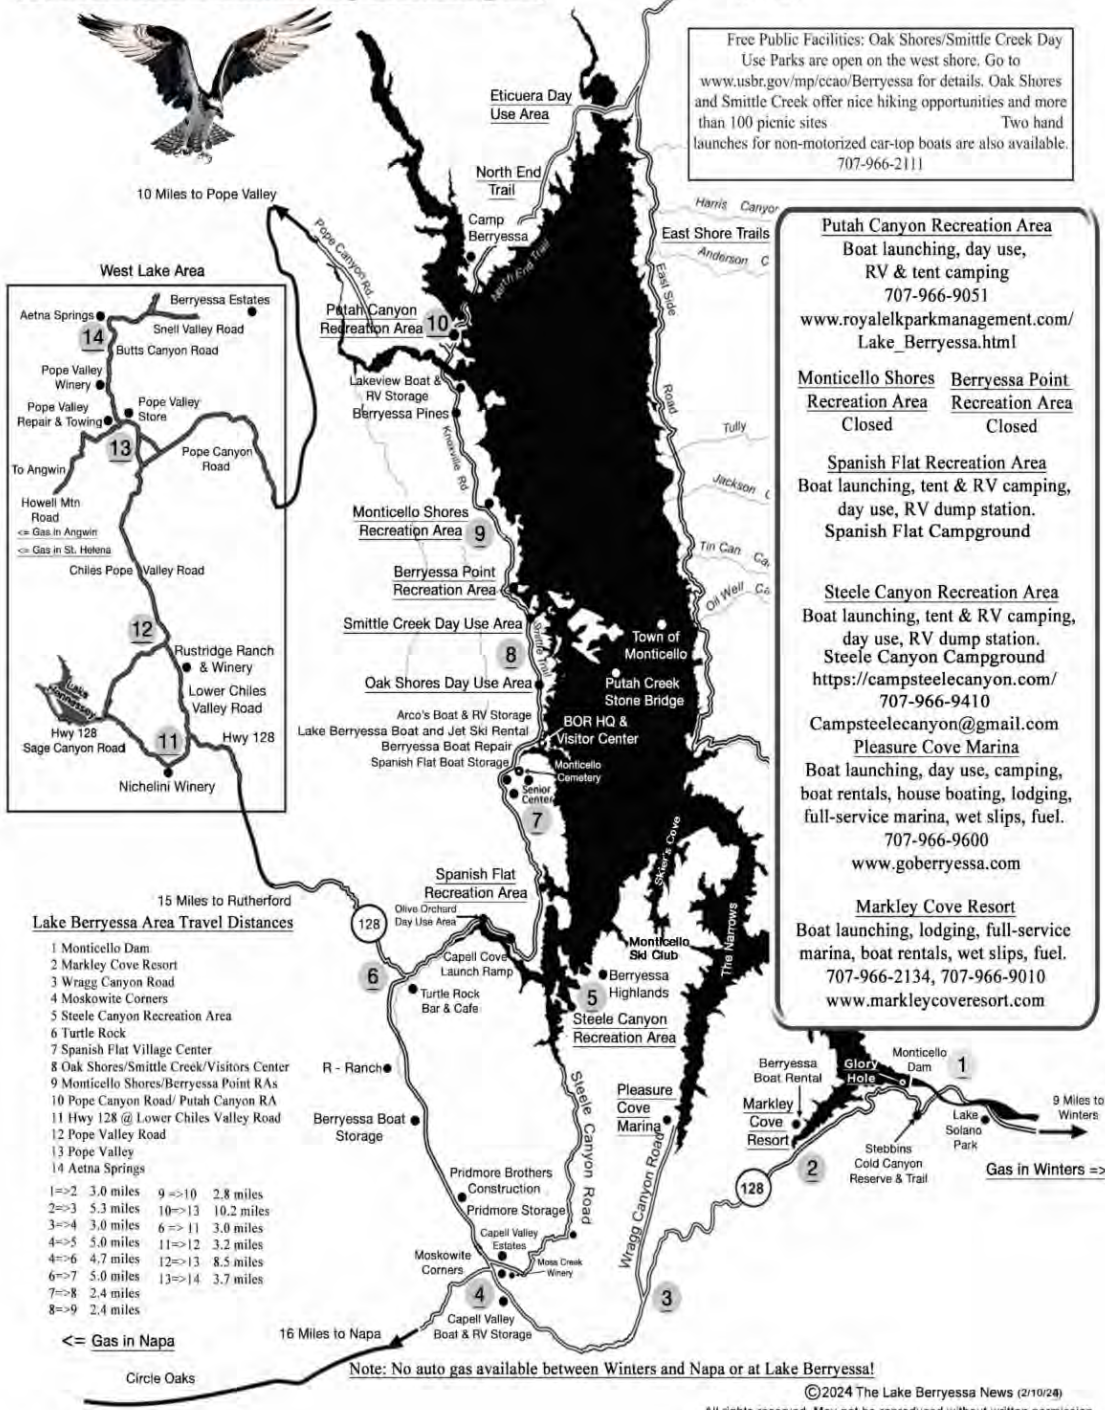 Free Public Facilities: Oak Shores/Smittle Creek Day
Use Parks are open on the west shore. Go to
www.usbr.gov/mp/ccao/Berryessa for details. Oak Shores
and Smittle Creek offer nice hiking opportunities and more
than 100 picnic sites Two hand
launches for non-motorized car-top boats are also available.
707-966-2111
Eticuera Day
Use Area
North End
Trail
Camp
Berryessa
North End Trail
10 Miles to Pope Valley
Pope Canyon Rd.
Harris Canyon
East Shore Trails
Anderson C
East Side
Road
Putah Canyon
Recreation Area
10
Lakeview Boat &
RV Storage
Berryessa Pines
Knoxville Rd.
Tully
Jackson C
Tin Can Ca
Oil Well Ca
West Lake Area
Berryessa Estates
Aetna Springs
14
Snell Valley Road
Butts Canyon Road
Pope Valley
Winery
Pope Valley
Repair & Towing
Pope Valley
Store
13
Pope Canyon
Road
To Angwin
Howell Mtn
Road
<= Gas in Angwin
<= Gas in St. Helena
Chiles Pope Valley Road
12
Rustridge Ranch
& Winery
Lower Chiles
Valley Road
Lake
Hennessey
Hwy 128
Sage Canyon Road
11
Hwy 128
Nichelini Winery
Monticello Shores
Recreation Area
9
Berryessa Point
Recreation Area
Smittle Creek Day Use Area
Smittle Trail
8
Oak Shores Day Use Area
Town of
Monticello
Putah Creek
Stone Bridge
Arco's Boat & RV Storage
Lake Berryessa Boat and Jet Ski Rental
Berryessa Boat Repair
Spanish Flat Boat Storage
BOR HQ &
Visitor Center
Monticello
Cemetery
Senior
Center
7
Spanish Flat
Recreation Area
Olive Orchard
Day Use Area
Capell Cove
Launch Ramp
Skier's Cove
The Narrows
Monticello
Ski Club
Berryessa
Highlands
5
Steele Canyon
Recreation Area
15 Miles to Rutherford
128
6
Turtle Rock
Bar & Cafe
R - Ranch
Berryessa Boat
Storage
Pridmore Brothers
Construction
Pridmore Storage
Steele Canyon Road
Capell Valley
Estates
Moss Creek
Winery
Moskowite
Corners
4
Capell Valley
Boat & RV Storage
Pleasure
Cove
Marina
Wragg Canyon Road
3
128
Berryessa
Boat Rental
Markley
Cove
Resort
2
Glory
Hole
Monticello
Dam
1
Stebbins
Cold Canyon
Reserve & Trail
Lake
Solano
Park
9 Miles to
Winters
Gas in Winters =>
Putah Canyon Recreation Area
Boat launching, day use,
RV & tent camping
707-966-9051
www.royalelkparkmanagement.com/
Lake_Berryessa.html
Monticello Shores
Recreation Area
Closed
Berryessa Point
Recreation Area
Closed
Spanish Flat Recreation Area
Boat launching, tent & RV camping,
day use, RV dump station.
Spanish Flat Campground
Steele Canyon Recreation Area
Boat launching, tent & RV camping,
day use, RV dump station.
Steele Canyon Campground
https://campsteelecanyon.com/
707-966-9410
Campsteelecanyon@gmail.com
Pleasure Cove Marina
Boat launching, day use, camping,
boat rentals, house boating, lodging,
full-service marina, wet slips, fuel.
707-966-9600
www.goberryessa.com
Markley Cove Resort
Boat launching, lodging, full-service
marina, boat rentals, wet slips, fuel.
707-966-2134, 707-966-9010
www.markleycoveresort.com
Lake Berryessa Area Travel Distances
1 Monticello Dam
2 Markley Cove Resort
3 Wragg Canyon Road
4 Moskowite Corners
5 Steele Canyon Recreation Area
6 Turtle Rock
7 Spanish Flat Village Center
8 Oak Shores/Smittle Creek/Visitors Center
9 Monticello Shores/Berryessa Point RAs
10 Pope Canyon Road/ Putah Canyon RA
11 Hwy 128 @ Lower Chiles Valley Road
12 Pope Valley Road
13 Pope Valley
14 Aetna Springs
1=>2 3.0 miles
2=>3 5.3 miles
3=>4 3.0 miles
4=>5 5.0 miles
4=>6 4.7 miles
6=>7 5.0 miles
7=>8 2.4 miles
8=>9 2.4 miles
9 =>10 2.8 miles
10=>13 10.2 miles
6 => 11 3.0 miles
11=>12 3.2 miles
12=>13 8.5 miles
13=>14 3.7 miles
<= Gas in Napa
16 Miles to Napa
Circle Oaks
Note: No auto gas available between Winters and Napa or at Lake Berryessa!
©2024 The Lake Berryessa News (2/10/24)
All rights reserved. May not be reproduced without written permission